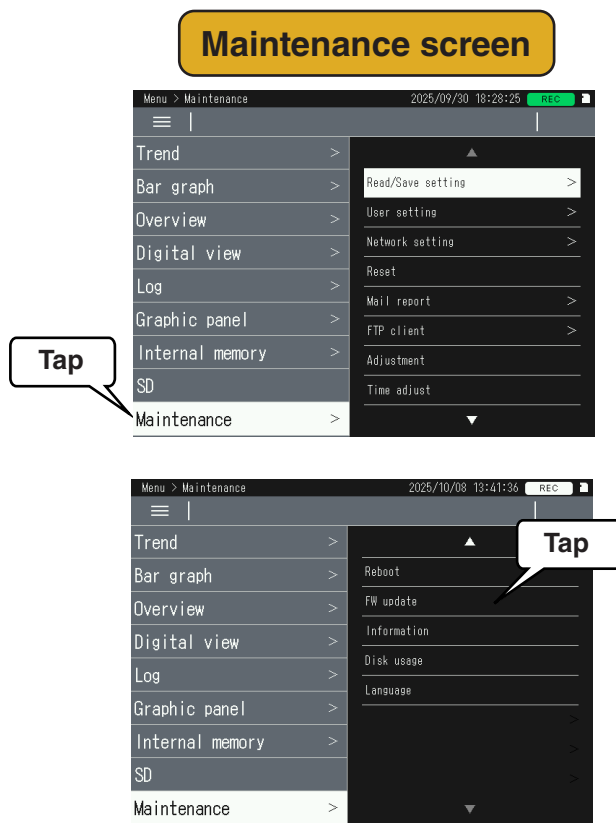 Maintenance screen
Menu > Maintenance 2025/09/30 18:28:25 REC
Trend >
Bar graph >
Overview >
Digital view >
Log >
Graphic panel >
Internal memory >
SD
Maintenance >
Read/Save setting >
User setting >
Network setting >
Reset
Mail report >
FTP client >
Adjustment
Time adjust
Tap
Menu > Maintenance 2025/10/08 13:41:36 REC
Trend >
Bar graph >
Overview >
Digital view >
Log >
Graphic panel >
Internal memory >
SD
Maintenance >
Reboot
FW update
Information
Disk usage
Language
>
>
>
Tap